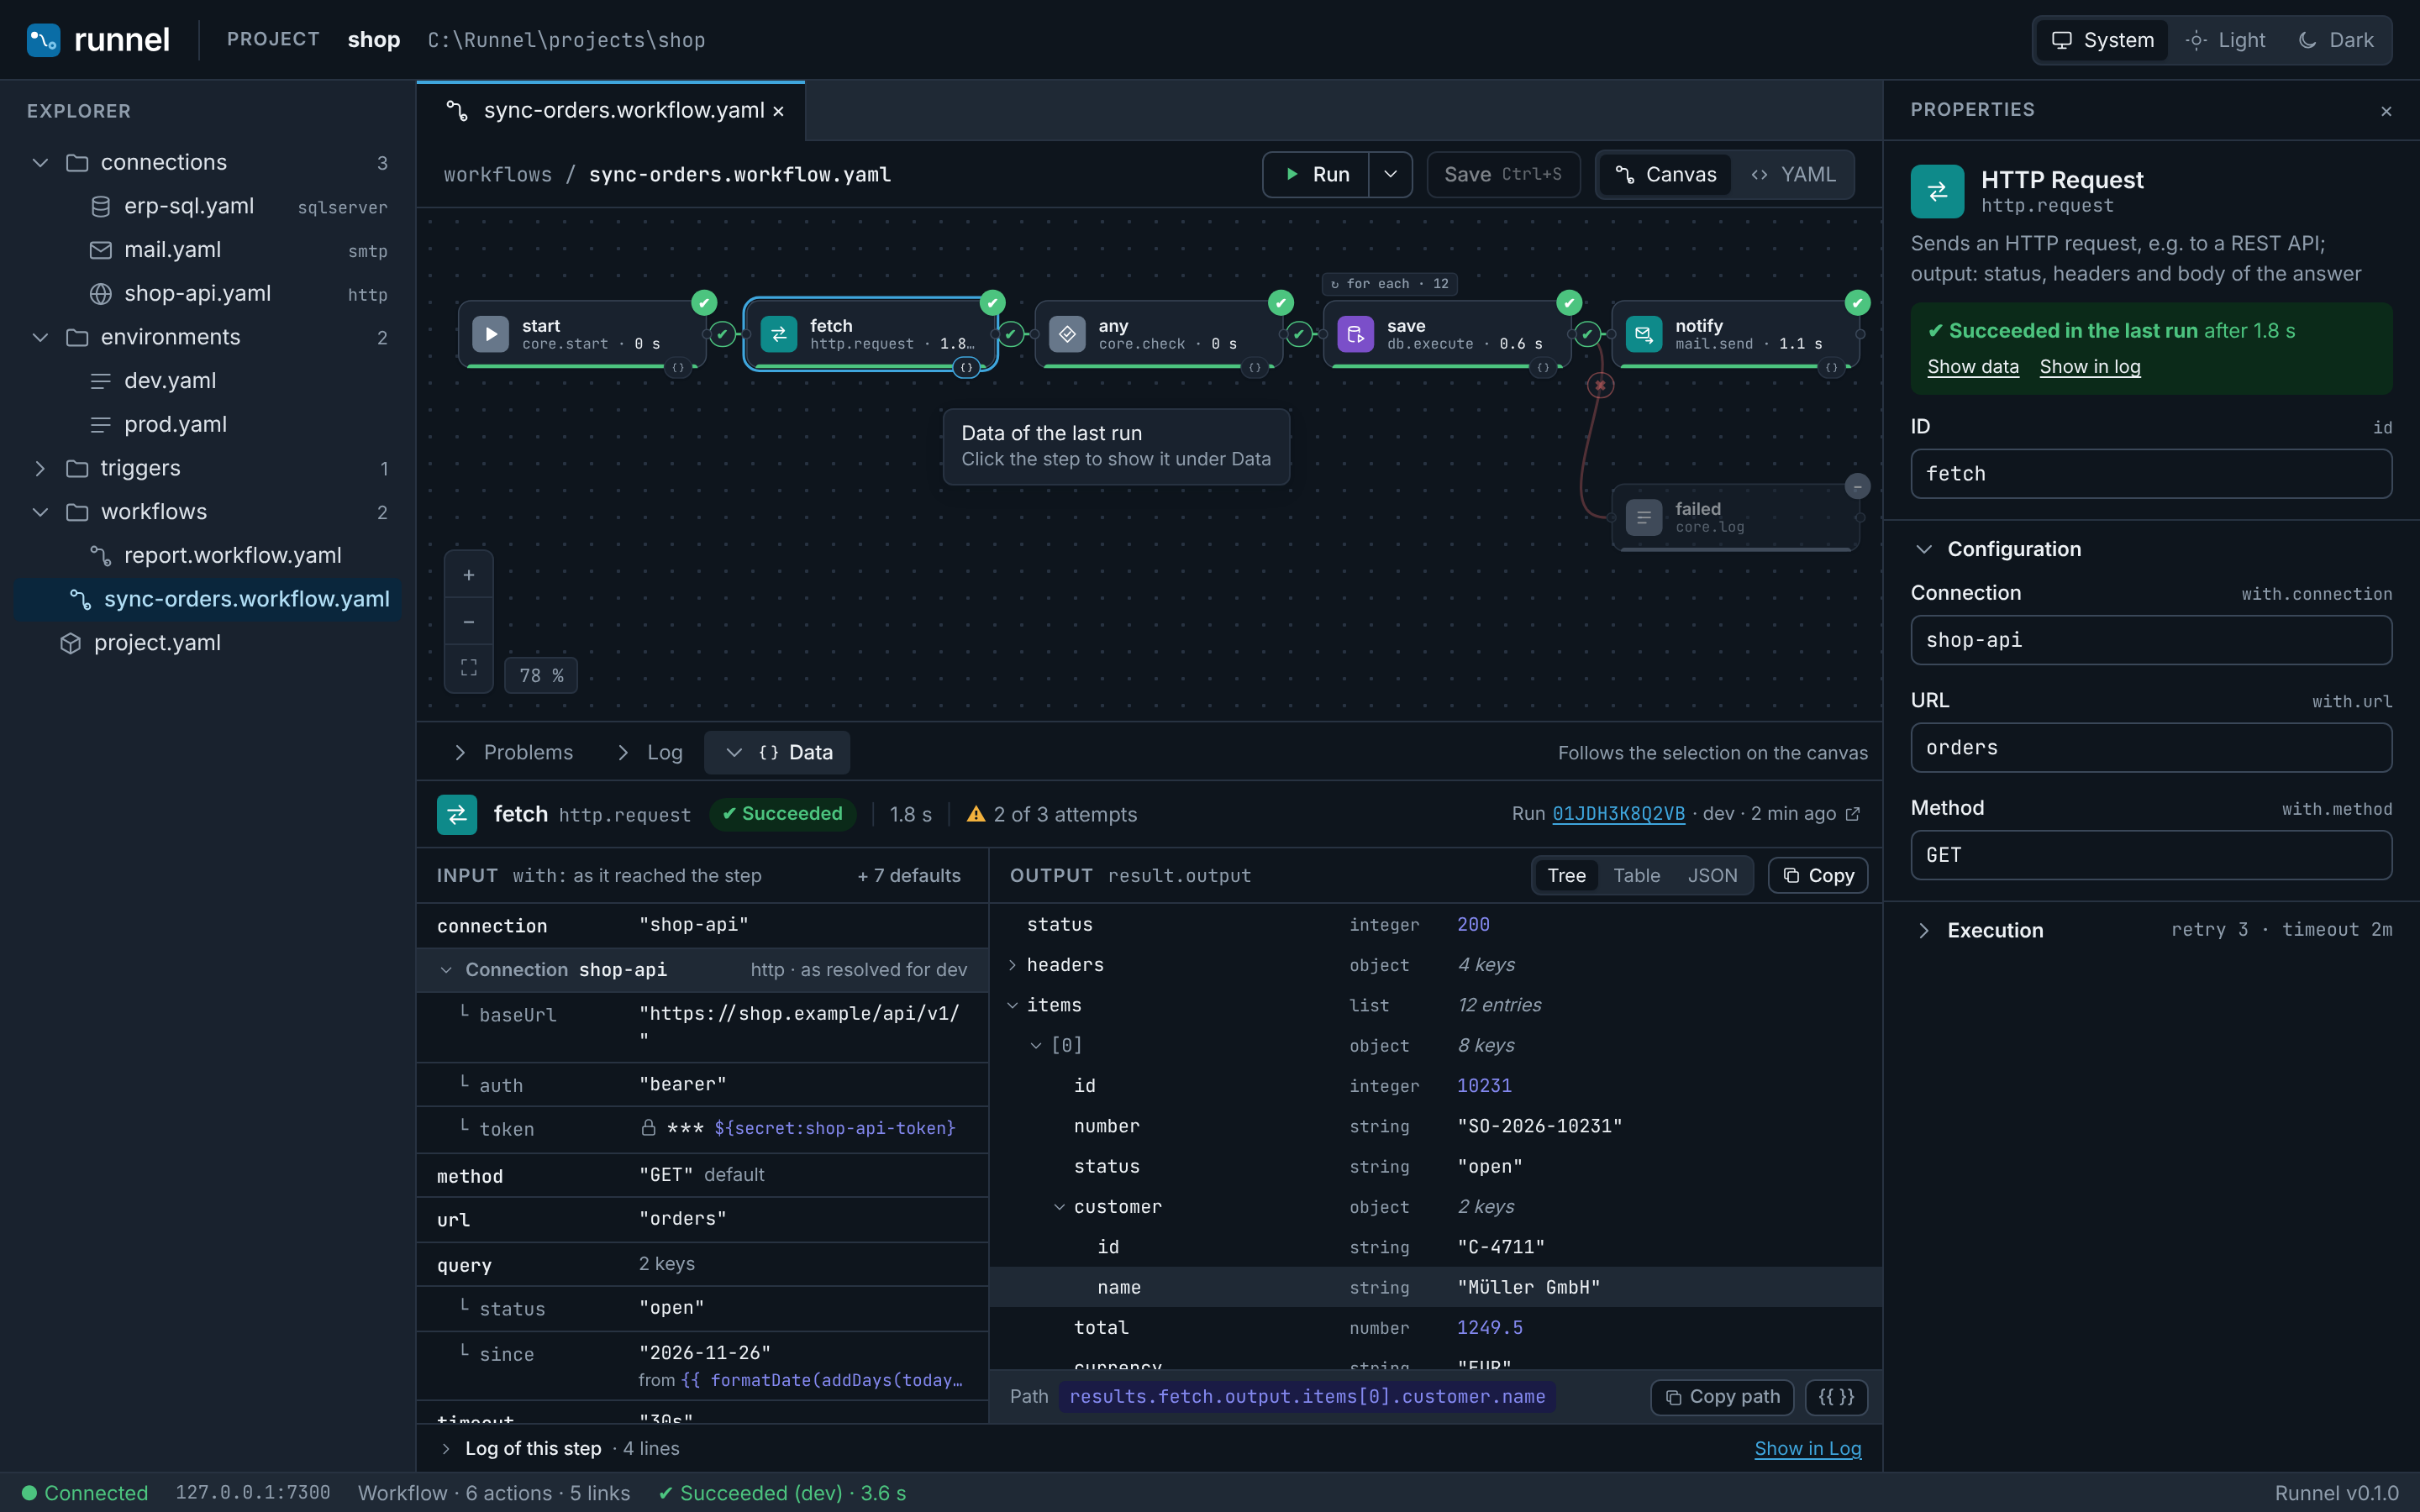 runnel PROJECT shop C:\Runnel\projects\shop System Light Dark
EXPLORER
connections 3
erp-sql.yaml sqlserver
mail.yaml smtp
shop-api.yaml http
environments 2
dev.yaml
prod.yaml
triggers 1
workflows 2
report.workflow.yaml
sync-orders.workflow.yaml
project.yaml
sync-orders.workflow.yaml ×
workflows / sync-orders.workflow.yaml Run Save Ctrl+S Canvas YAML
↻ for each · 12
start
core.start · 0 s
{}
fetch
http.request · 1.8…
{}
any
core.check · 0 s
{}
save
db.execute · 0.6 s
{}
notify
mail.send · 1.1 s
{}
failed
core.log
Data of the last run
Click the step to show it under Data
+
−
78 %
Problems Log {} Data Follows the selection on the canvas
fetch http.request ✔ Succeeded 1.8 s 2 of 3 attempts Run 01JDH3K8Q2VB · dev · 2 min ago
INPUT with: as it reached the step + 7 defaults
connection "shop-api"
Connection shop-api http · as resolved for dev
└ baseUrl "https://shop.example/api/v1/
"
└ auth "bearer"
└ token *** ${secret:shop-api-token}
method "GET" default
url "orders"
query 2 keys
└ status "open"
└ since "2026-11-26"
from {{ formatDate(addDays(today…
timeout "30s"
OUTPUT result.output Tree Table JSON Copy
status integer 200
headers object 4 keys
items list 12 entries
[0] object 8 keys
id integer 10231
number string "SO-2026-10231"
status string "open"
customer object 2 keys
id string "C-4711"
name string "Müller GmbH"
total number 1249.5
currency string "EUR"
Path results.fetch.output.items[0].customer.name Copy path {{ }}
Log of this step · 4 lines Show in Log
PROPERTIES ×
HTTP Request
http.request
Sends an HTTP request, e.g. to a REST API;
output: status, headers and body of the answer
✔ Succeeded in the last run after 1.8 s
Show data Show in log
ID id
fetch
Configuration
Connection with.connection
shop-api
URL with.url
orders
Method with.method
GET
Execution retry 3 · timeout 2m
Connected 127.0.0.1:7300 Workflow · 6 actions · 5 links ✔ Succeeded (dev) · 3.6 s Runnel v0.1.0